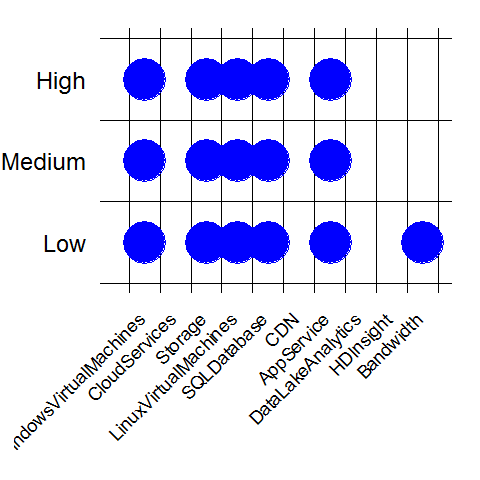 High
Medium
Low
ndowsVirtualMachines
CloudServices
Storage
LinuxVirtualMachines
SQLDatabase
CDN
AppService
DataLakeAnalytics
HDInsight
Bandwidth